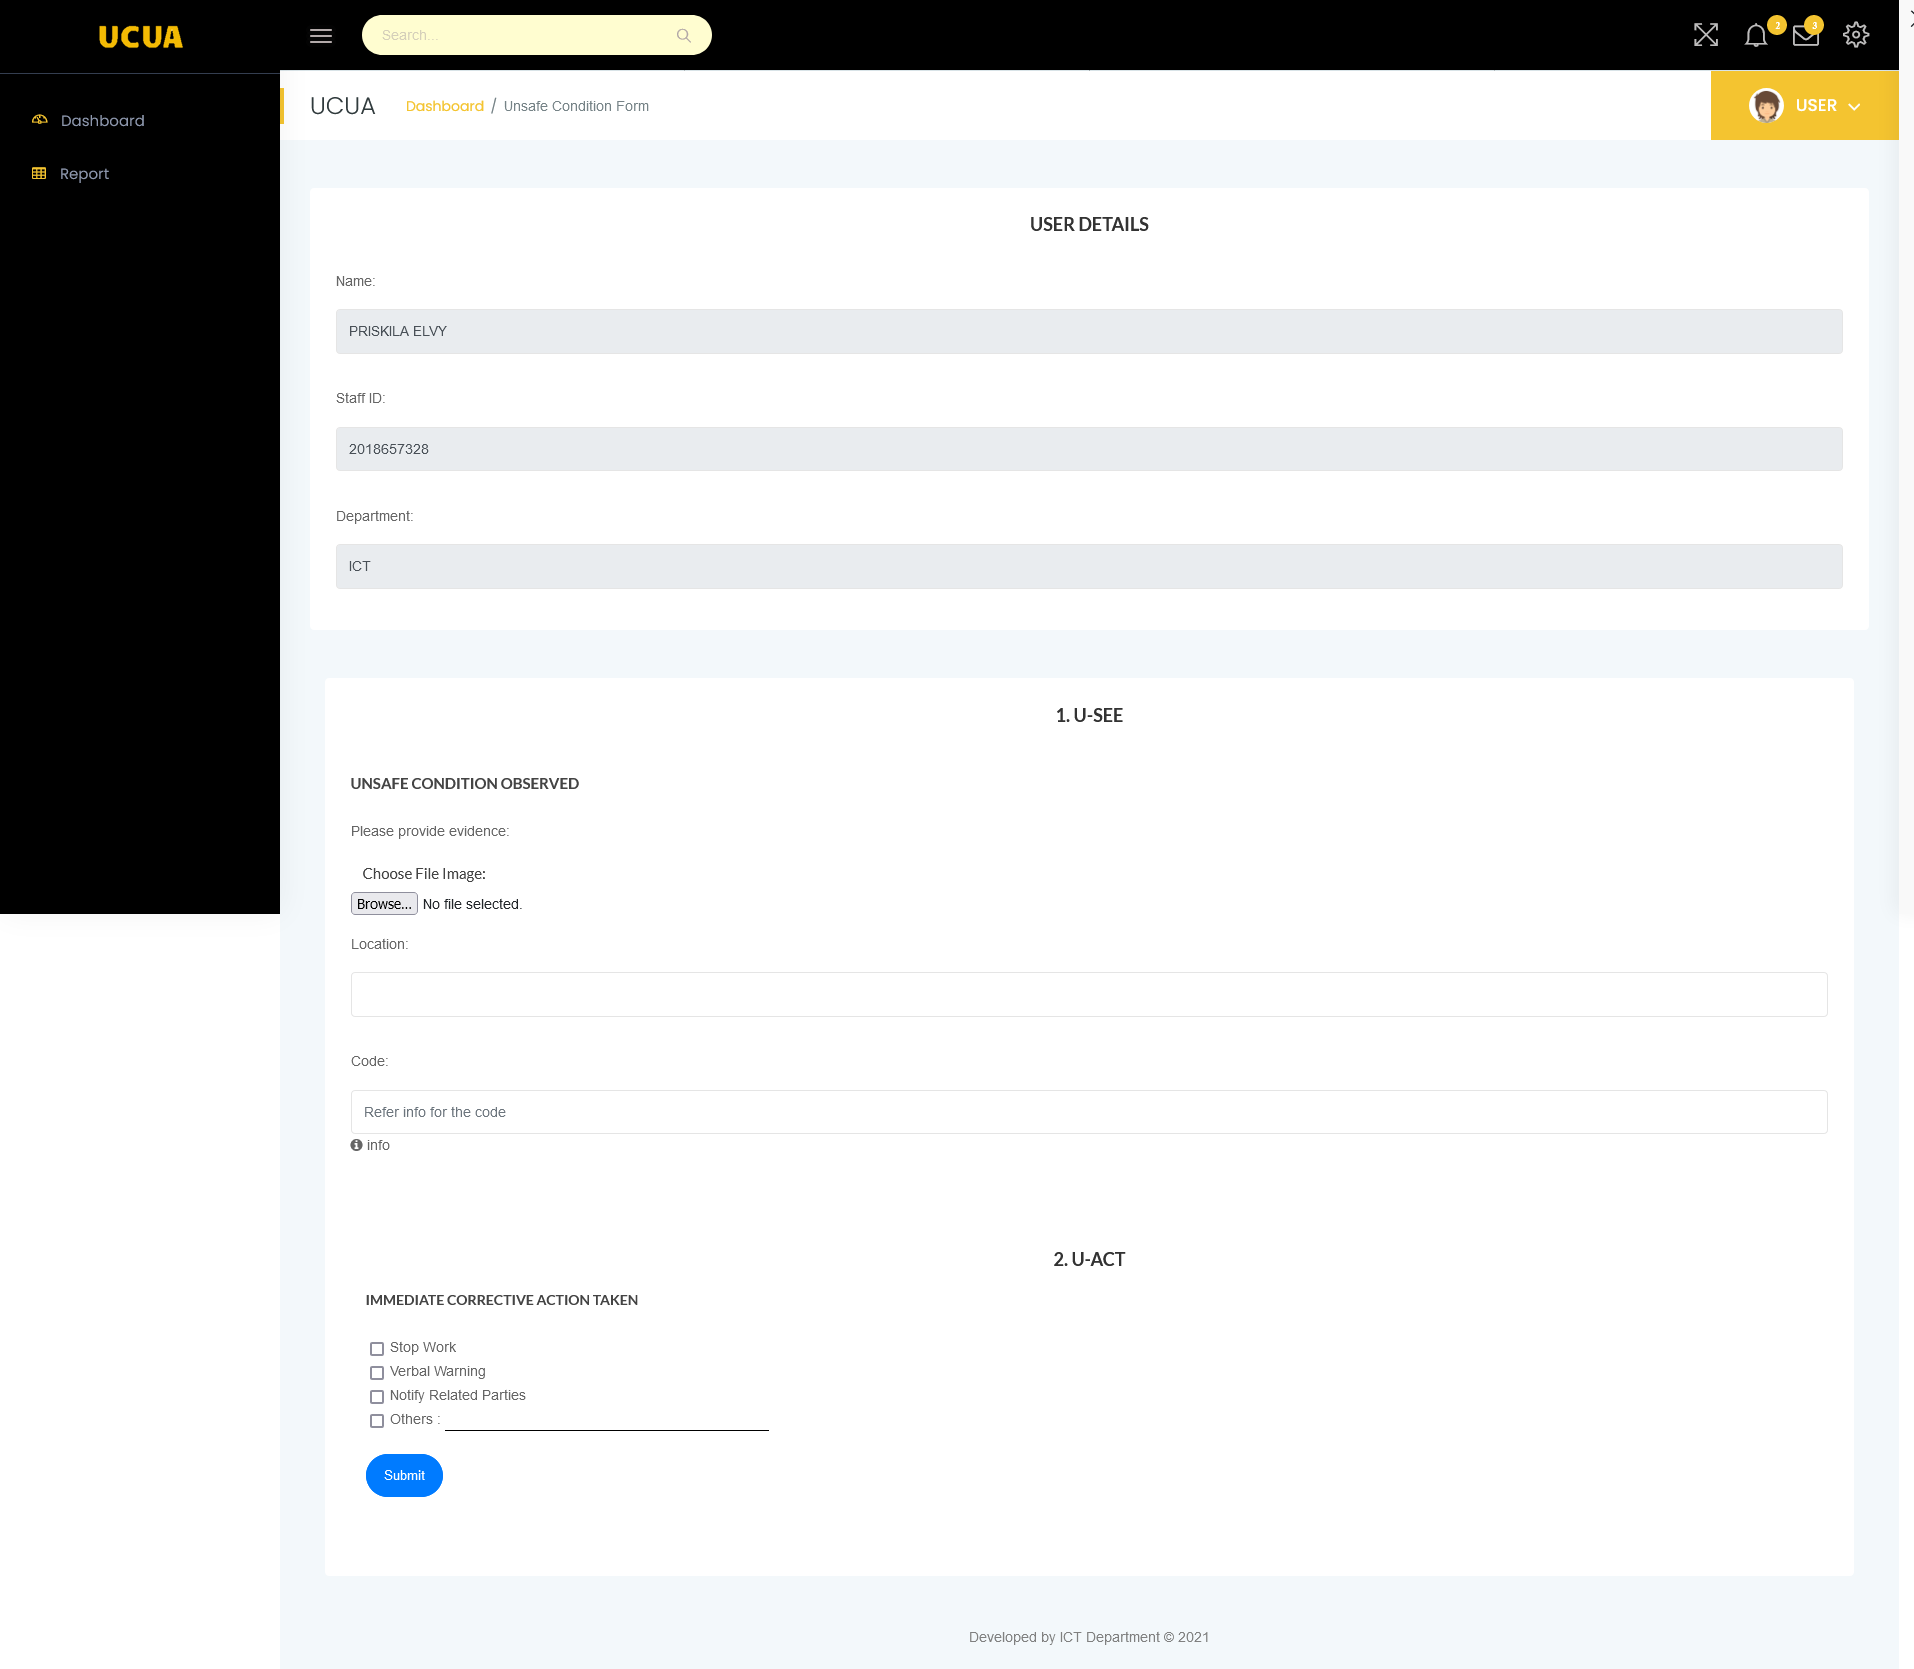 UCUA
Search...
2
3
UCUA
Dashboard / Unsafe Condition Form
USER
Dashboard
Report
USER DETAILS
Name:
PRISKILA ELVY
Staff ID:
2018657328
Department:
ICT
1. U-SEE
UNSAFE CONDITION OBSERVED
Please provide evidence:
Choose File Image:
Browse... No file selected.
Location:
Code:
Refer info for the code
info
2. U-ACT
IMMEDIATE CORRECTIVE ACTION TAKEN
Stop Work
Verbal Warning
Notify Related Parties
Others :
Submit
Developed by ICT Department © 2021